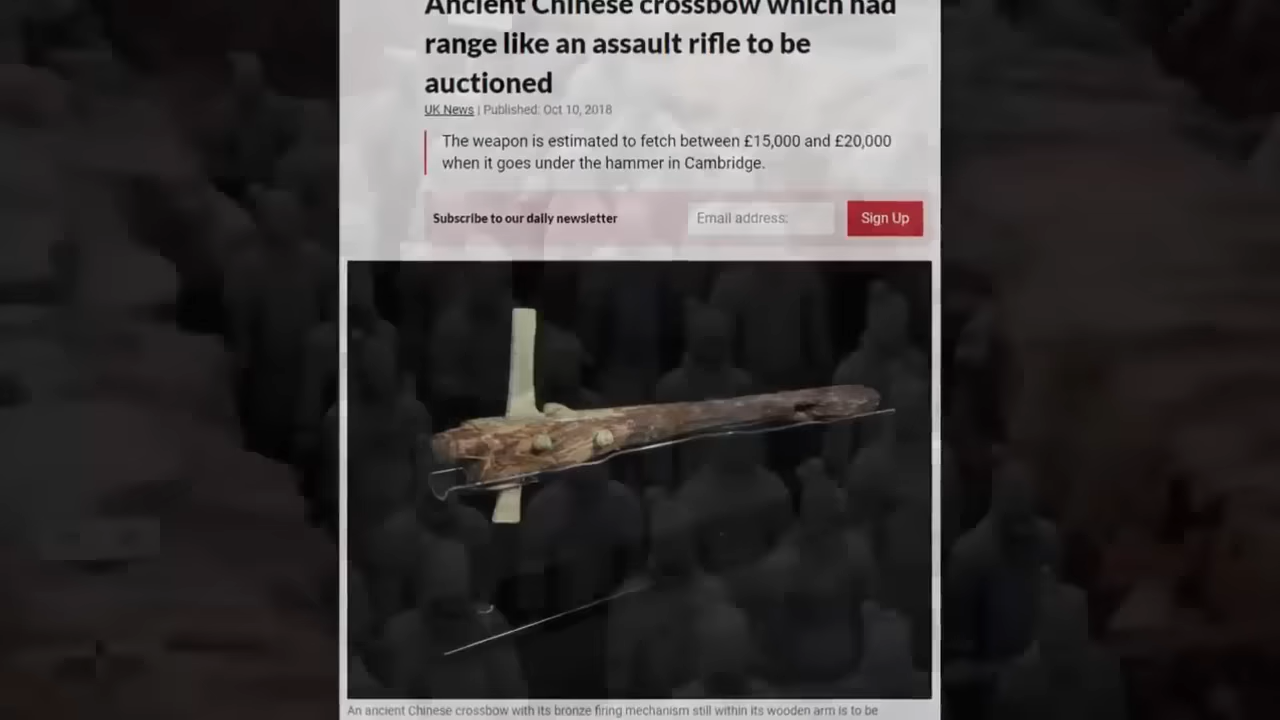 Ancient Chinese crossbow which had
range like an assault rifle to be
auctioned
UK News | Published: Oct 10, 2018
The weapon is estimated to fetch between £15,000 and £20,000
when it goes under the hammer in Cambridge.
Subscribe to our daily newsletter Email address: Sign Up
An ancient Chinese crossbow with its bronze firing mechanism still within its wooden arm is to be